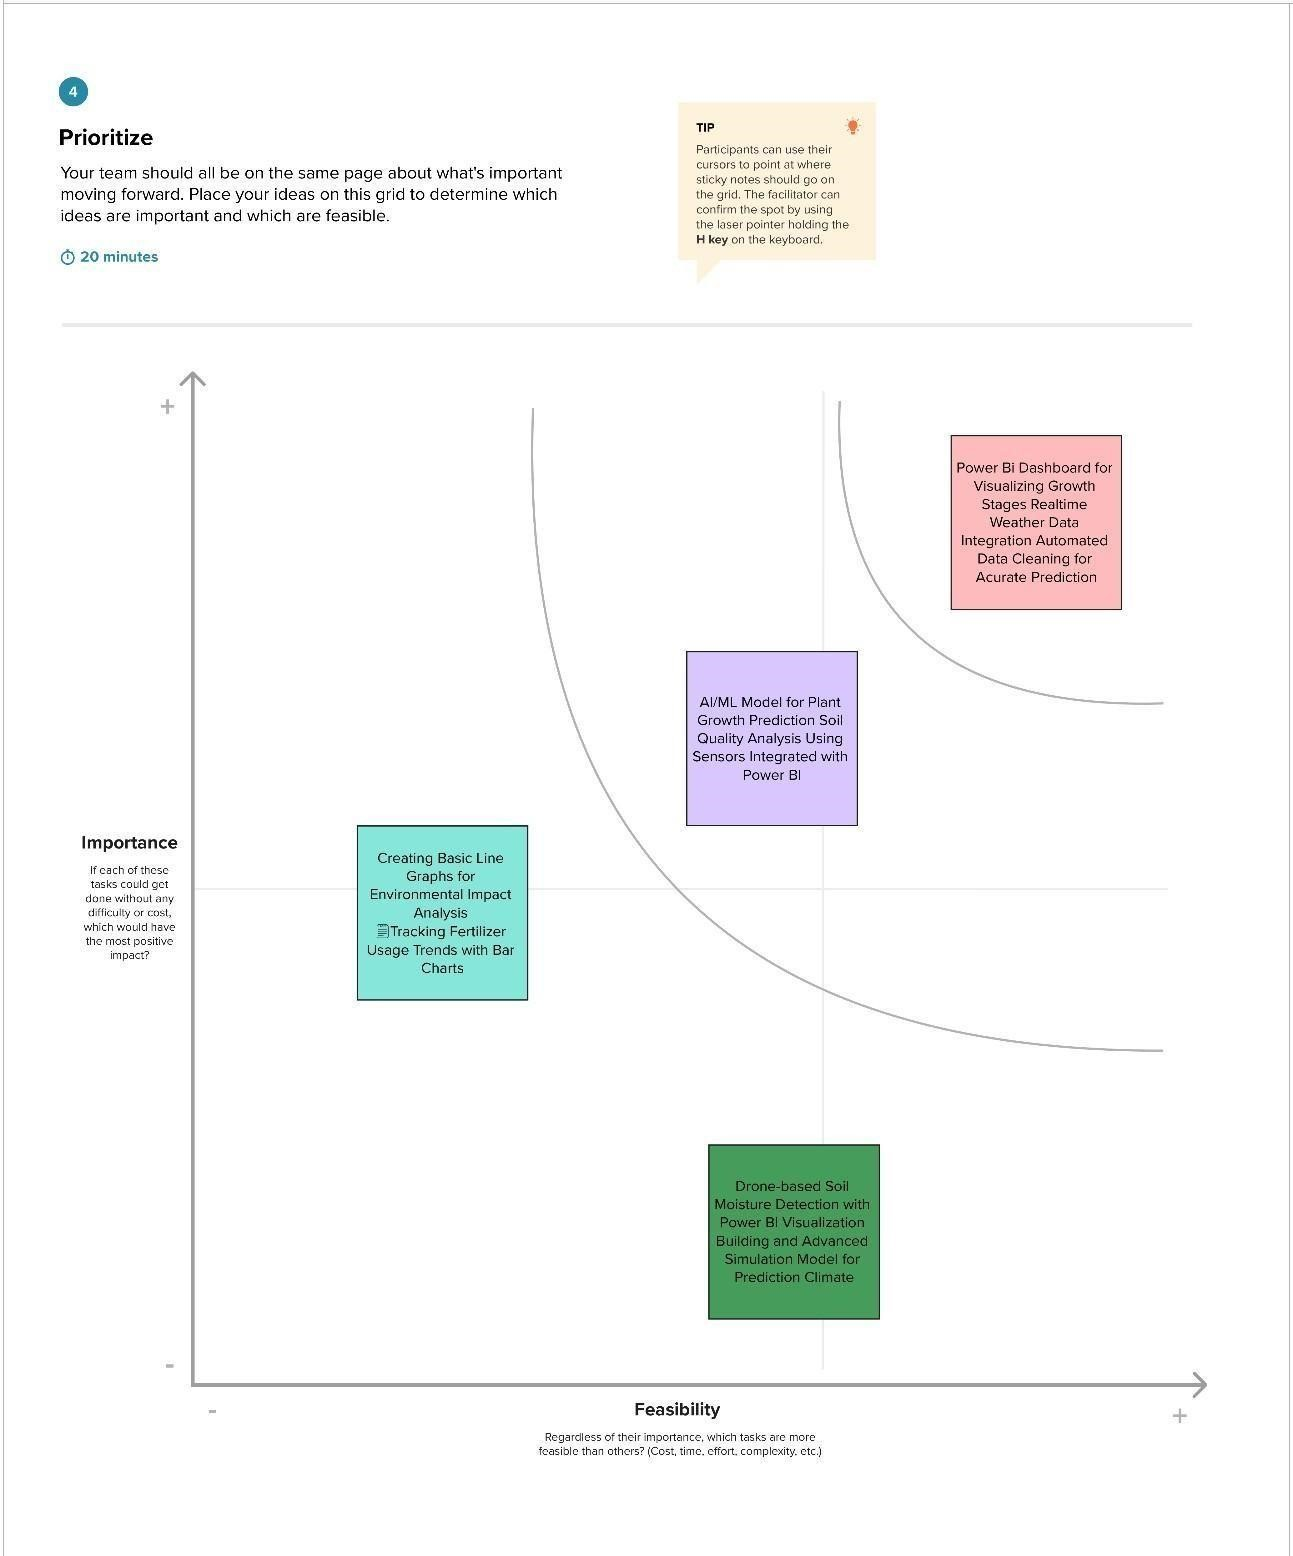 4
Prioritize
Your team should all be on the same page about what's important
moving forward. Place your ideas on this grid to determine which
ideas are important and which are feasible.
20 minutes
TIP
Participants can use their
cursors to point at where
sticky notes should go on
the grid. The facilitator can
confirm the spot by using
the laser pointer holding the
H key on the keyboard.
+
Power Bi Dashboard for
Visualizing Growth
Stages Realtime
Weather Data
Integration Automated
Data Cleaning for
Acurate Prediction
AI/ML Model for Plant
Growth Prediction Soil
Quality Analysis Using
Sensors Integrated with
Power BI
Importance
If each of these
tasks could get
done without any
difficulty or cost,
which would have
the most positive
impact?
Creating Basic Line
Graphs for
Environmental Impact
Analysis
Tracking Fertilizer
Usage Trends with Bar
Charts
Drone-based Soil
Moisture Detection with
Power BI Visualization
Building and Advanced
Simulation Model for
Prediction Climate
-
-
Feasibility
+
Regardless of their importance, which tasks are more
feasible than others? (Cost, time, effort, complexity, etc.)